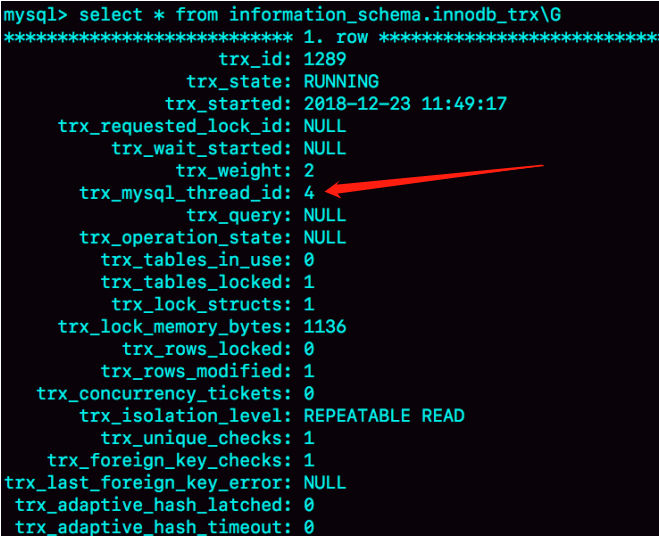 mysql> select * from information_schema.innodb_trx\G
*************************** 1. row ***************************
trx_id: 1289
trx_state: RUNNING
trx_started: 2018-12-23 11:49:17
trx_requested_lock_id: NULL
trx_wait_started: NULL
trx_weight: 2
trx_mysql_thread_id: 4
trx_query: NULL
trx_operation_state: NULL
trx_tables_in_use: 0
trx_tables_locked: 1
trx_lock_structs: 1
trx_lock_memory_bytes: 1136
trx_rows_locked: 0
trx_rows_modified: 1
trx_concurrency_tickets: 0
trx_isolation_level: REPEATABLE READ
trx_unique_checks: 1
trx_foreign_key_checks: 1
trx_last_foreign_key_error: NULL
trx_adaptive_hash_latched: 0
trx_adaptive_hash_timeout: 0